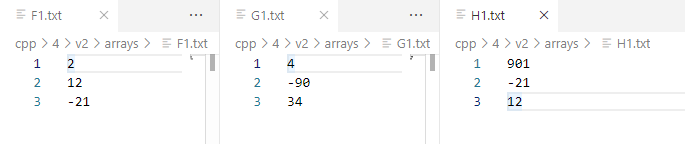 F1.txt
cpp > 4 > v2 > arrays > F1.txt
1 2
2 12
3 -21
G1.txt
cpp > 4 > v2 > arrays > G1.txt
1 4
2 -90
3 34
H1.txt
cpp > 4 > v2 > arrays > H1.txt
1 901
2 -21
3 12